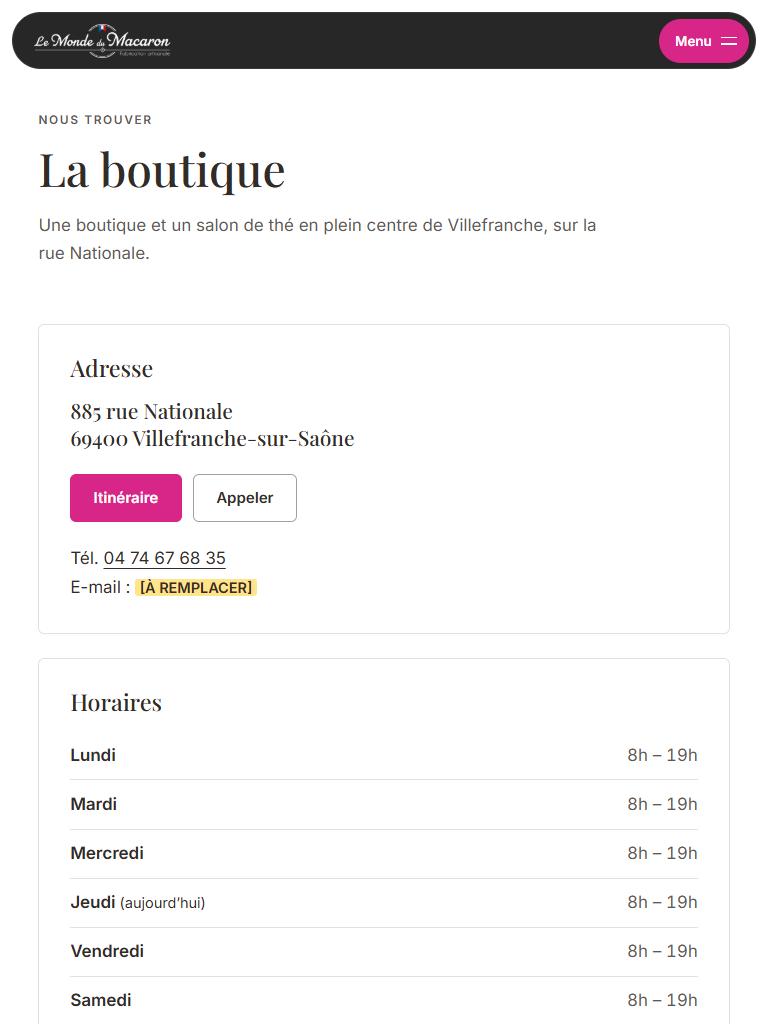 Le Monde du Macaron
Fabrication artisanale
Menu
NOUS TROUVER
La boutique
Une boutique et un salon de thé en plein centre de Villefranche, sur la
rue Nationale.
Adresse
885 rue Nationale
69400 Villefranche-sur-Saône
Itinéraire
Appeler
Tél. 04 74 67 68 35
E-mail : [À REMPLACER]
Horaires
Lundi 8h – 19h
Mardi 8h – 19h
Mercredi 8h – 19h
Jeudi (aujourd’hui) 8h – 19h
Vendredi 8h – 19h
Samedi 8h – 19h